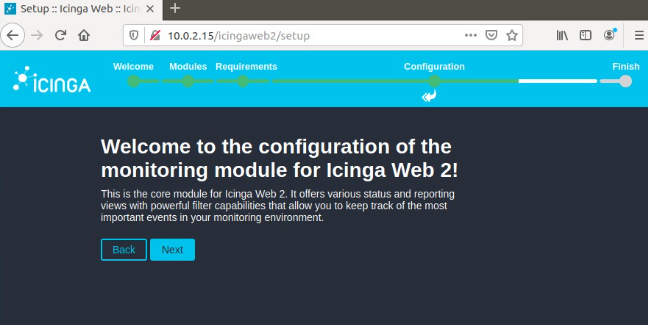 Setup :: Icinga Web :: Icin
10.0.2.15/icingaweb2/setup
Welcome Modules Requirements Configuration Finish
ICINGA
Welcome to the configuration of the
monitoring module for Icinga Web 2!
This is the core module for Icinga Web 2. It offers various status and reporting
views with powerful filter capabilities that allow you to keep track of the most
important events in your monitoring environment.
Back Next